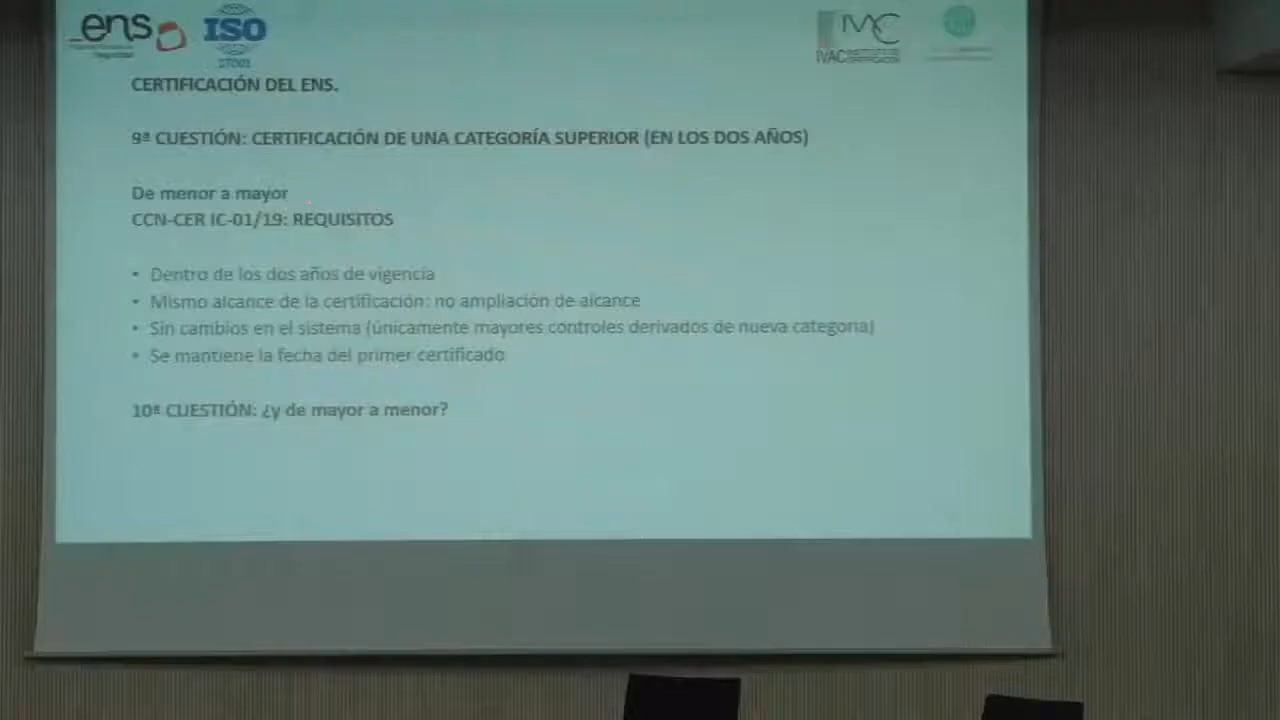 ens
ISO
27001
IVAC
CERTIFICACIÓN DEL ENS.
9ª CUESTIÓN: CERTIFICACIÓN DE UNA CATEGORÍA SUPERIOR (EN LOS DOS AÑOS)
De menor a mayor
CCN-CER IC-01/19: REQUISITOS
• Dentro de los dos años de vigencia
• Mismo alcance de la certificación: no ampliación de alcance
• Sin cambios en el sistema (únicamente mayores controles derivados de nueva categoría)
• Se mantiene la fecha del primer certificado
10ª CUESTIÓN: ¿y de mayor a menor?